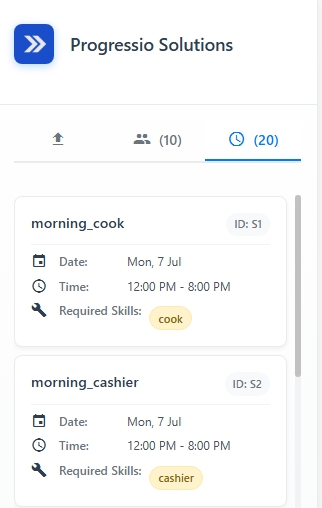 Progressio Solutions
(10)
(20)
morning_cook
ID: S1
Date: Mon, 7 Jul
Time: 12:00 PM - 8:00 PM
Required Skills: cook
morning_cashier
ID: S2
Date: Mon, 7 Jul
Time: 12:00 PM - 8:00 PM
Required Skills: cashier